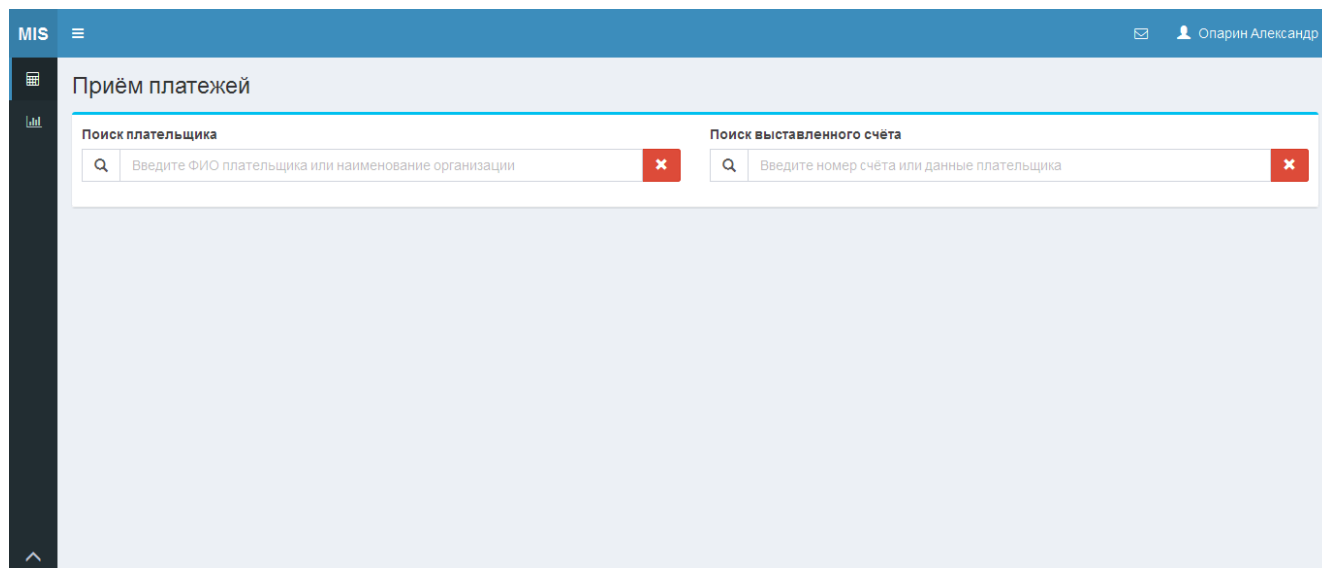 MIS
Опарин Александр
Приём платежей
Поиск плательщика
Поиск выставленного счёта
Введите ФИО плательщика или наименование организации
Введите номер счёта или данные плательщика